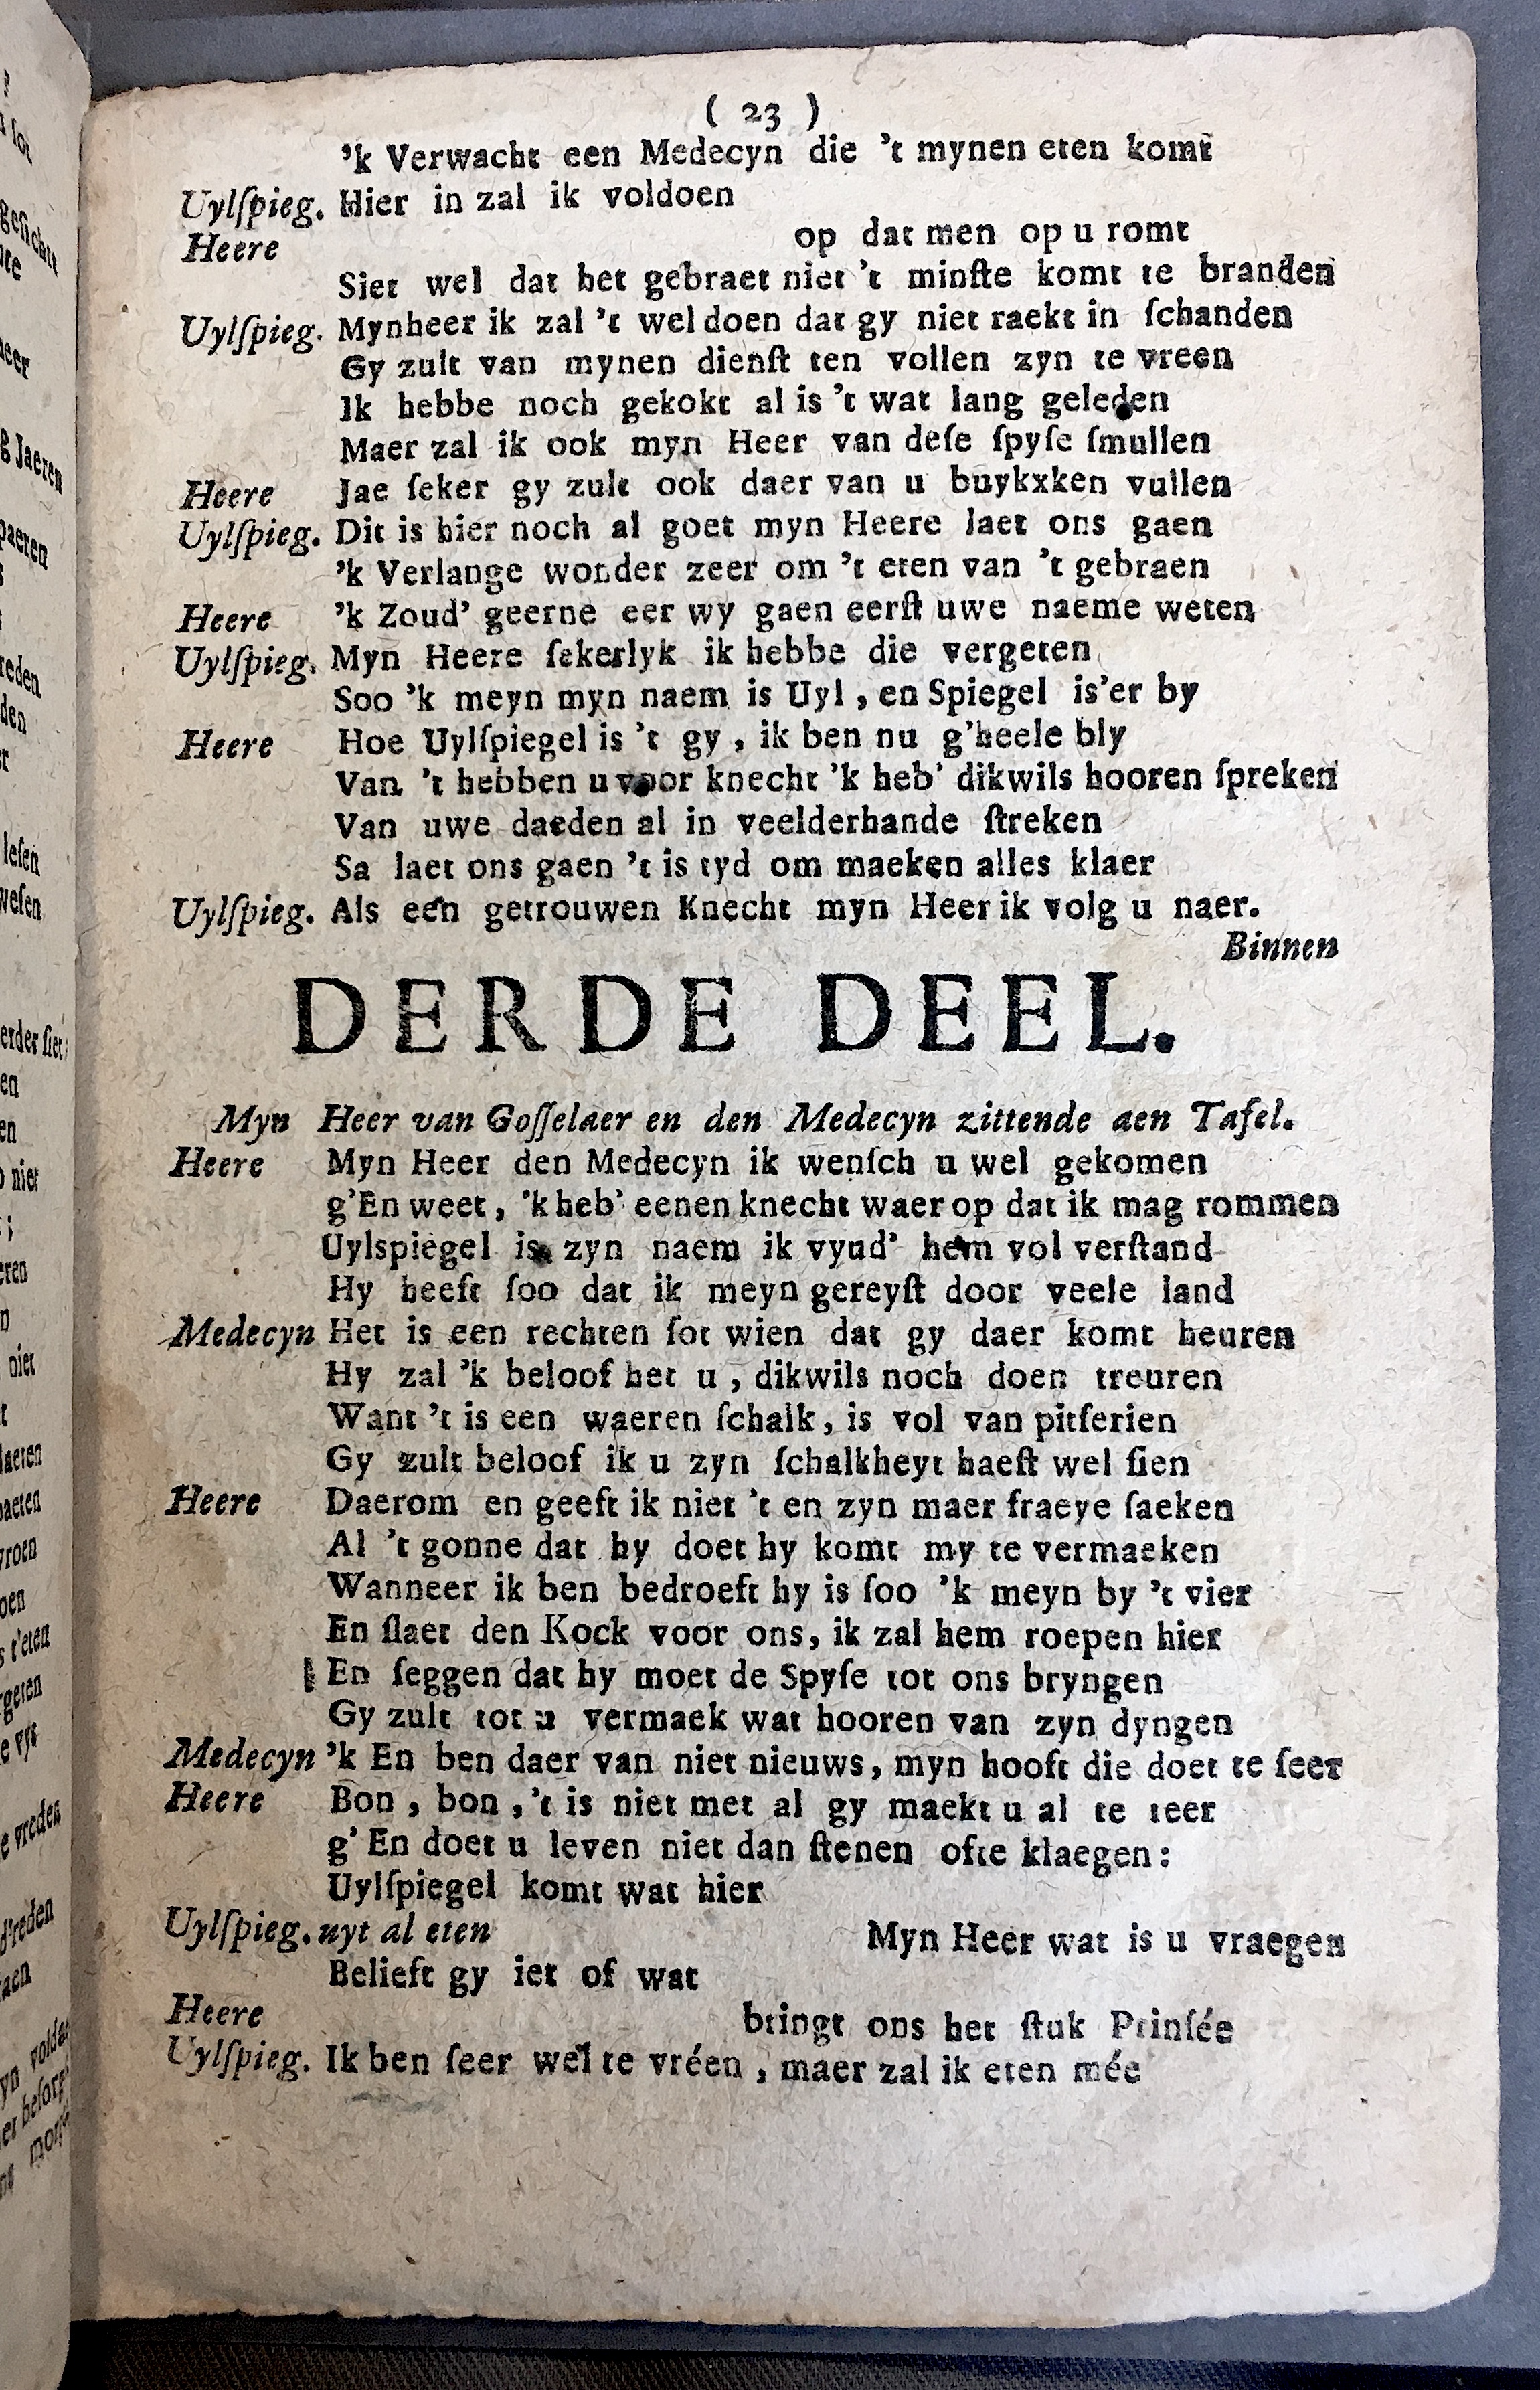 ( 23 )
'k Verwacht een Medecyn die 't mynen eten komt
Uylſpieg. Hier in zal ik voldoen
Heere op dat men op u romt
Siet wel dat het gebraet niet 't minſte komt te branden
Uylſpieg. Mynheer ik zal 't wel doen dat gy niet raekt in ſchanden
Gy zult van mynen dienſt ten vollen zyn te vreen
Ik hebbe noch gekokt al is 't wat lang geleden
Maer zal ik ook myn Heer van deſe ſpyſe ſmullen
Heere Jae ſeker gy zult ook daer van u buykxken vullen
Uylſpieg. Dit is hier noch al goet myn Heere laet ons gaen
'k Verlange wonder zeer om 't eten van 't gebraen
Heere 'k Zoud' geerne eer wy gaen eerſt uwe naeme weten
Uylſpieg. Myn Heere ſekerlyk ik hebbe die vergeten
Soo 'k meyn myn naem is Uyl, en Spiegel is'er by
Heere Hoe Uylſpiegel is 't gy, ik ben nu g'heele bly
Van 't hebben u voor knecht 'k heb' dikwils hooren ſpreken
Van uwe daeden al in veelderhande ſtreken
Sa laet ons gaen 't is tyd om maeken alles klaer
Uylſpieg. Als een getrouwen Knecht myn Heer ik volg u naer.
Binnen
DERDE DEEL.
Myn Heer van Goſſelaer en den Medecyn zittende aen Tafel.
Heere Myn Heer den Medecyn ik wenſch u wel gekomen
g'En weet, 'k heb' eenen knecht waer op dat ik mag rommen
Uylspiegel is zyn naem ik vynd' hem vol verſtand
Hy heeft ſoo dat ik meyn gereyſt door veele land
Medecyn Het is een rechten ſot wien dat gy daer komt heuren
Hy zal 'k beloof het u, dikwils noch doen treuren
Want 't is een waeren ſchalk, is vol van pitſerien
Gy zult beloof ik u zyn ſchalkheyt haeſt wel ſien
Heere Daerom en geeft ik niet 't en zyn maer fraeye ſaeken
Al 't gonne dat hy doet hy komt my te vermaeken
Wanneer ik ben bedroeft hy is ſoo 'k meyn by 't vier
En ſlaet den Kock voor ons, ik zal hem roepen hier
En ſeggen dat hy moet de Spyſe tot ons bryngen
Gy zult tot u vermaek wat hooren van zyn dyngen
Medecyn 'k En ben daer van niet nieuws, myn hooft die doet te ſeer
Heere Bon, bon, 't is niet met al gy maekt u al te teer
g' En doet u leven niet dan ſtenen ofte klaegen:
Uylſpiegel komt wat hier
Uylſpieg. uyt al eten Myn Heer wat is u vraegen
Belieft gy iet of wat
Heere bringt ons het ſtuk Prinſée
Uylſpieg. Ik ben ſeer wel te vréen, maer zal ik eten mée